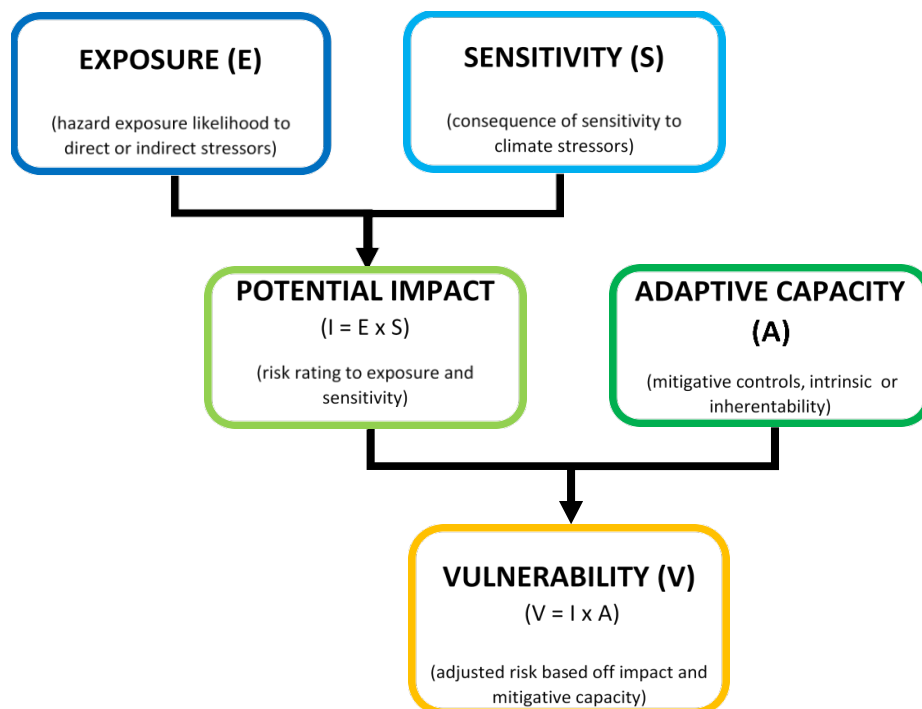 EXPOSURE (E)
(hazard exposure likelihood to
direct or indirect stressors)
SENSITIVITY (S)
(consequence of sensitivity to
climate stressors)
POTENTIAL IMPACT
(I = E x S)
(risk rating to exposure and
sensitivity)
ADAPTIVE CAPACITY
(A)
(mitigative controls, intrinsic or
inherentability)
VULNERABILITY (V)
(V = I x A)
(adjusted risk based off impact and
mitigative capacity)